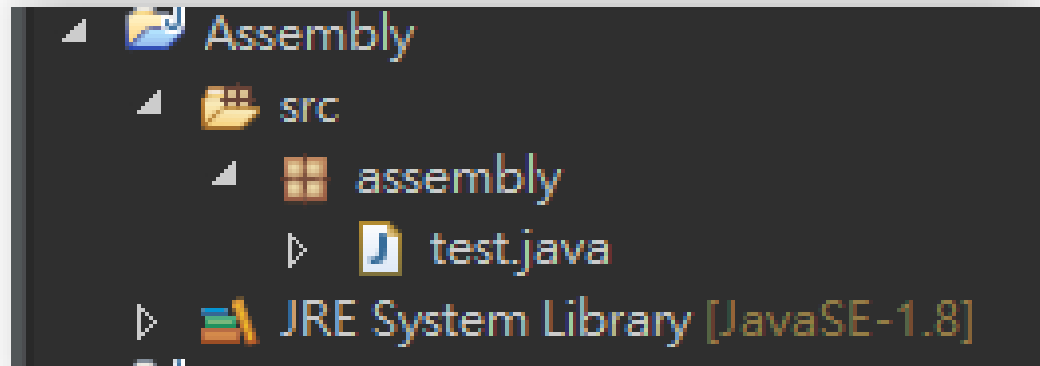 Assembly
src
assembly
test.java
JRE System Library [JavaSE-1.8]